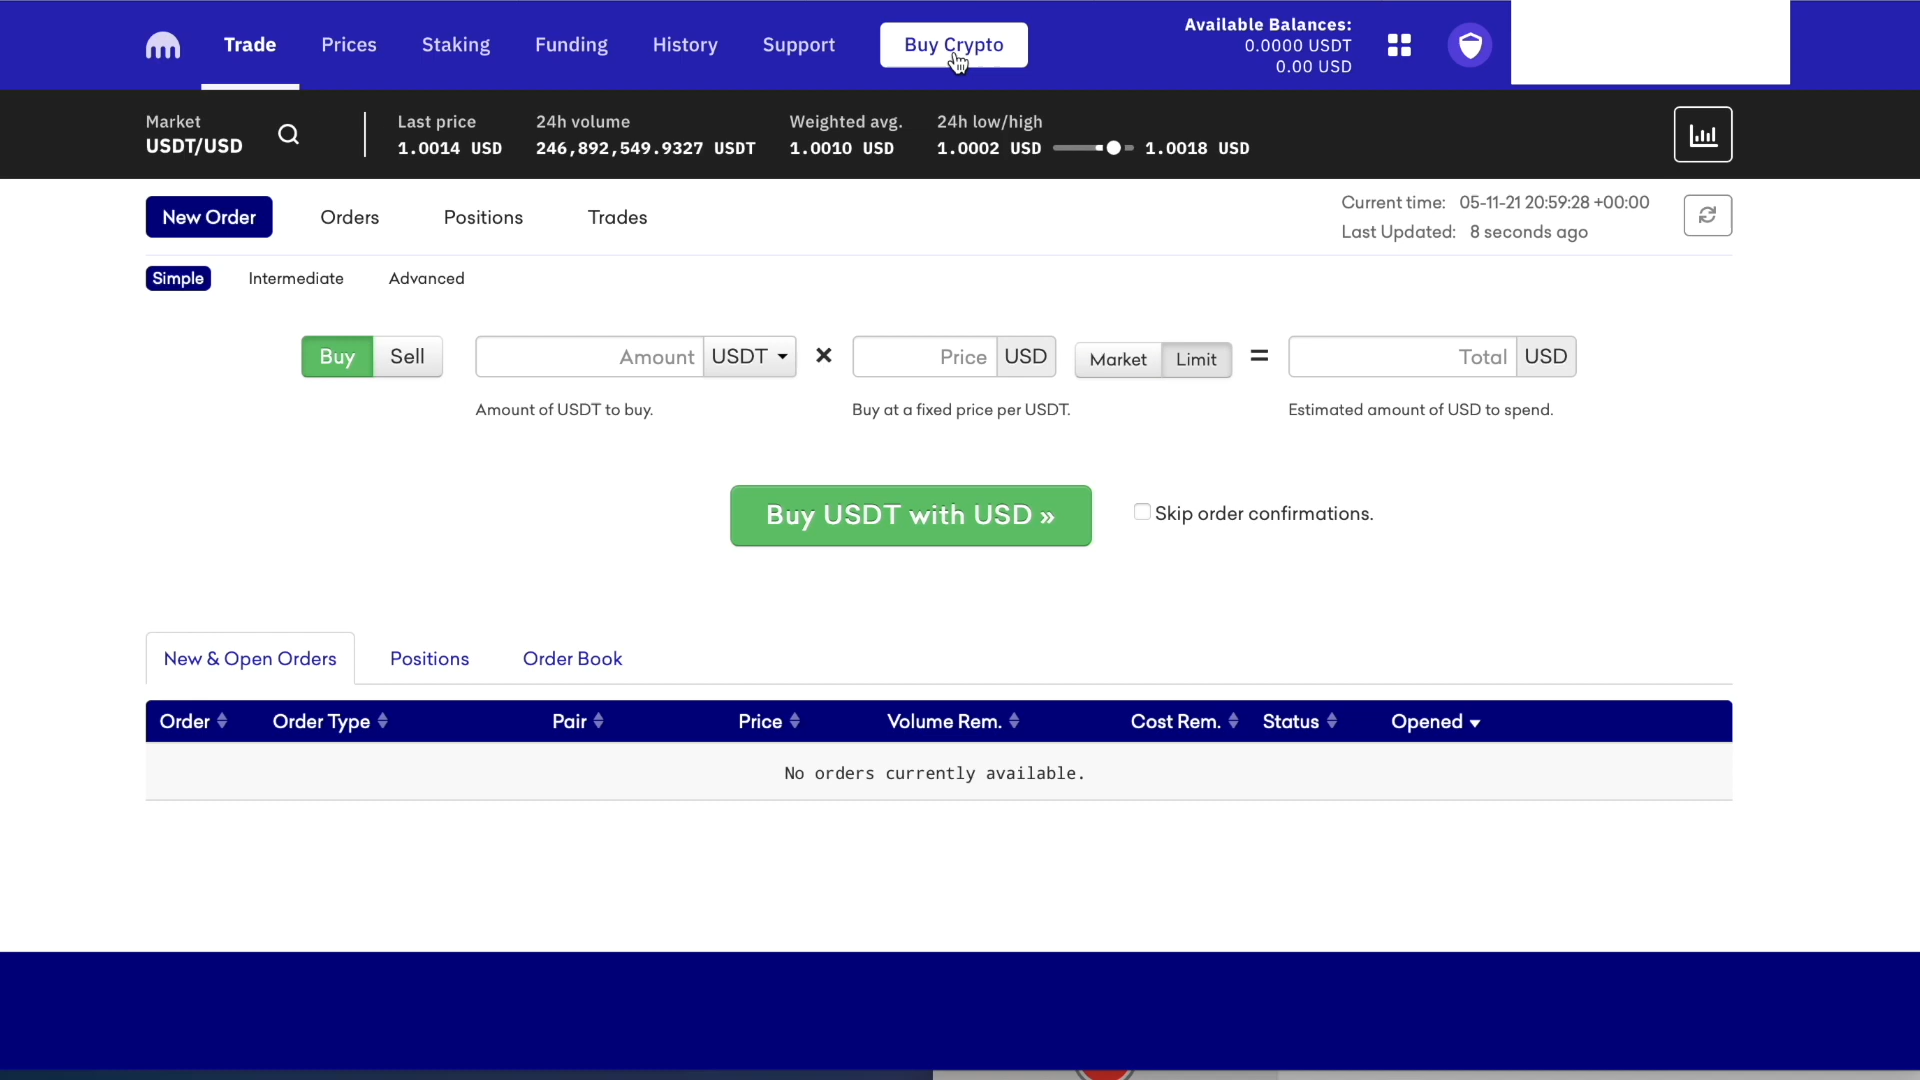 Trade Prices Staking Funding History Support Buy Crypto
Available Balances:
0.0000 USDT
0.00 USD
Market
USDT/USD
Last price
1.0014 USD
24h volume
246,892,549.9327 USDT
Weighted avg.
1.0010 USD
24h low/high
1.0002 USD 1.0018 USD
New Order Orders Positions Trades
Current time: 05-11-21 20:59:28 +00:00
Last Updated: 8 seconds ago
Simple Intermediate Advanced
Buy Sell Amount USDT × Price USD Market Limit = Total USD
Amount of USDT to buy. Buy at a fixed price per USDT. Estimated amount of USD to spend.
Buy USDT with USD » Skip order confirmations.
New & Open Orders Positions Order Book
Order Order Type Pair Price Volume Rem. Cost Rem. Status Opened
No orders currently available.